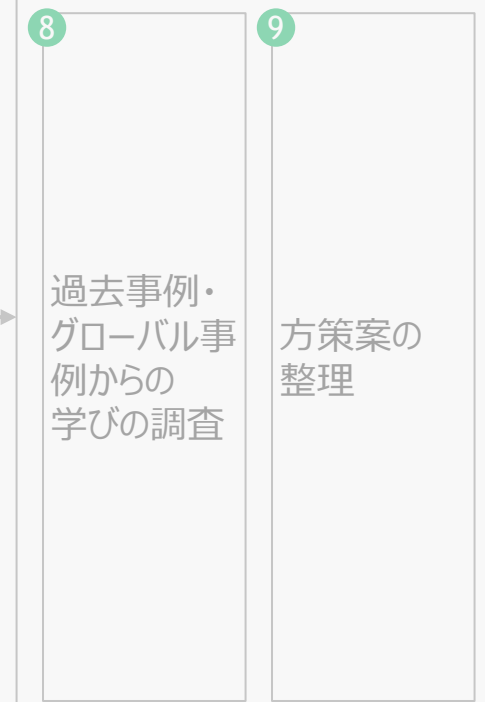 8
過去事例・
グローバル事
例からの
学びの調査
9
方策案の
整理